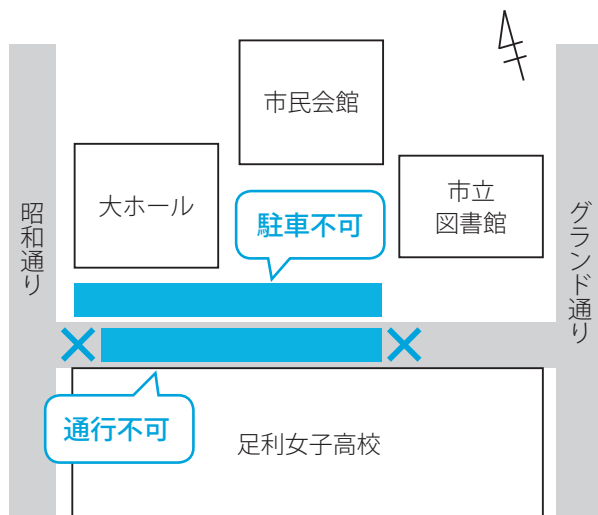 市民会館
大ホール
市立
図書館
駐車不可
昭和通り
グランド通り
通行不可
足利女子高校